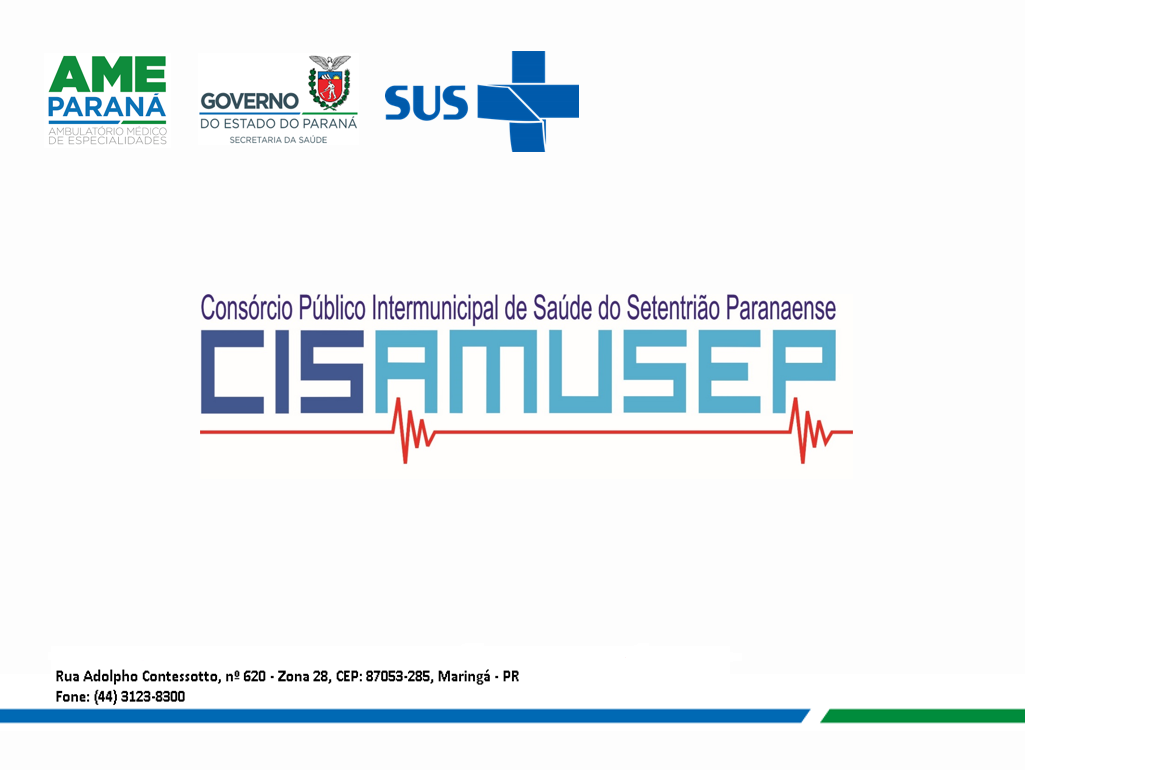 AME
PARANÁ
AMBULATÓRIO MÉDICO
DE ESPECIALIDADES
GOVERNO
DO ESTADO DO PARANÁ
SECRETARIA DA SAÚDE
SUS
Consórcio Público Intermunicipal de Saúde do Setentrião Paranaense
CISAMUSEP
Rua Adolpho Contessotto, nº 620 - Zona 28, CEP: 87053-285, Maringá - PR
Fone: (44) 3123-8300